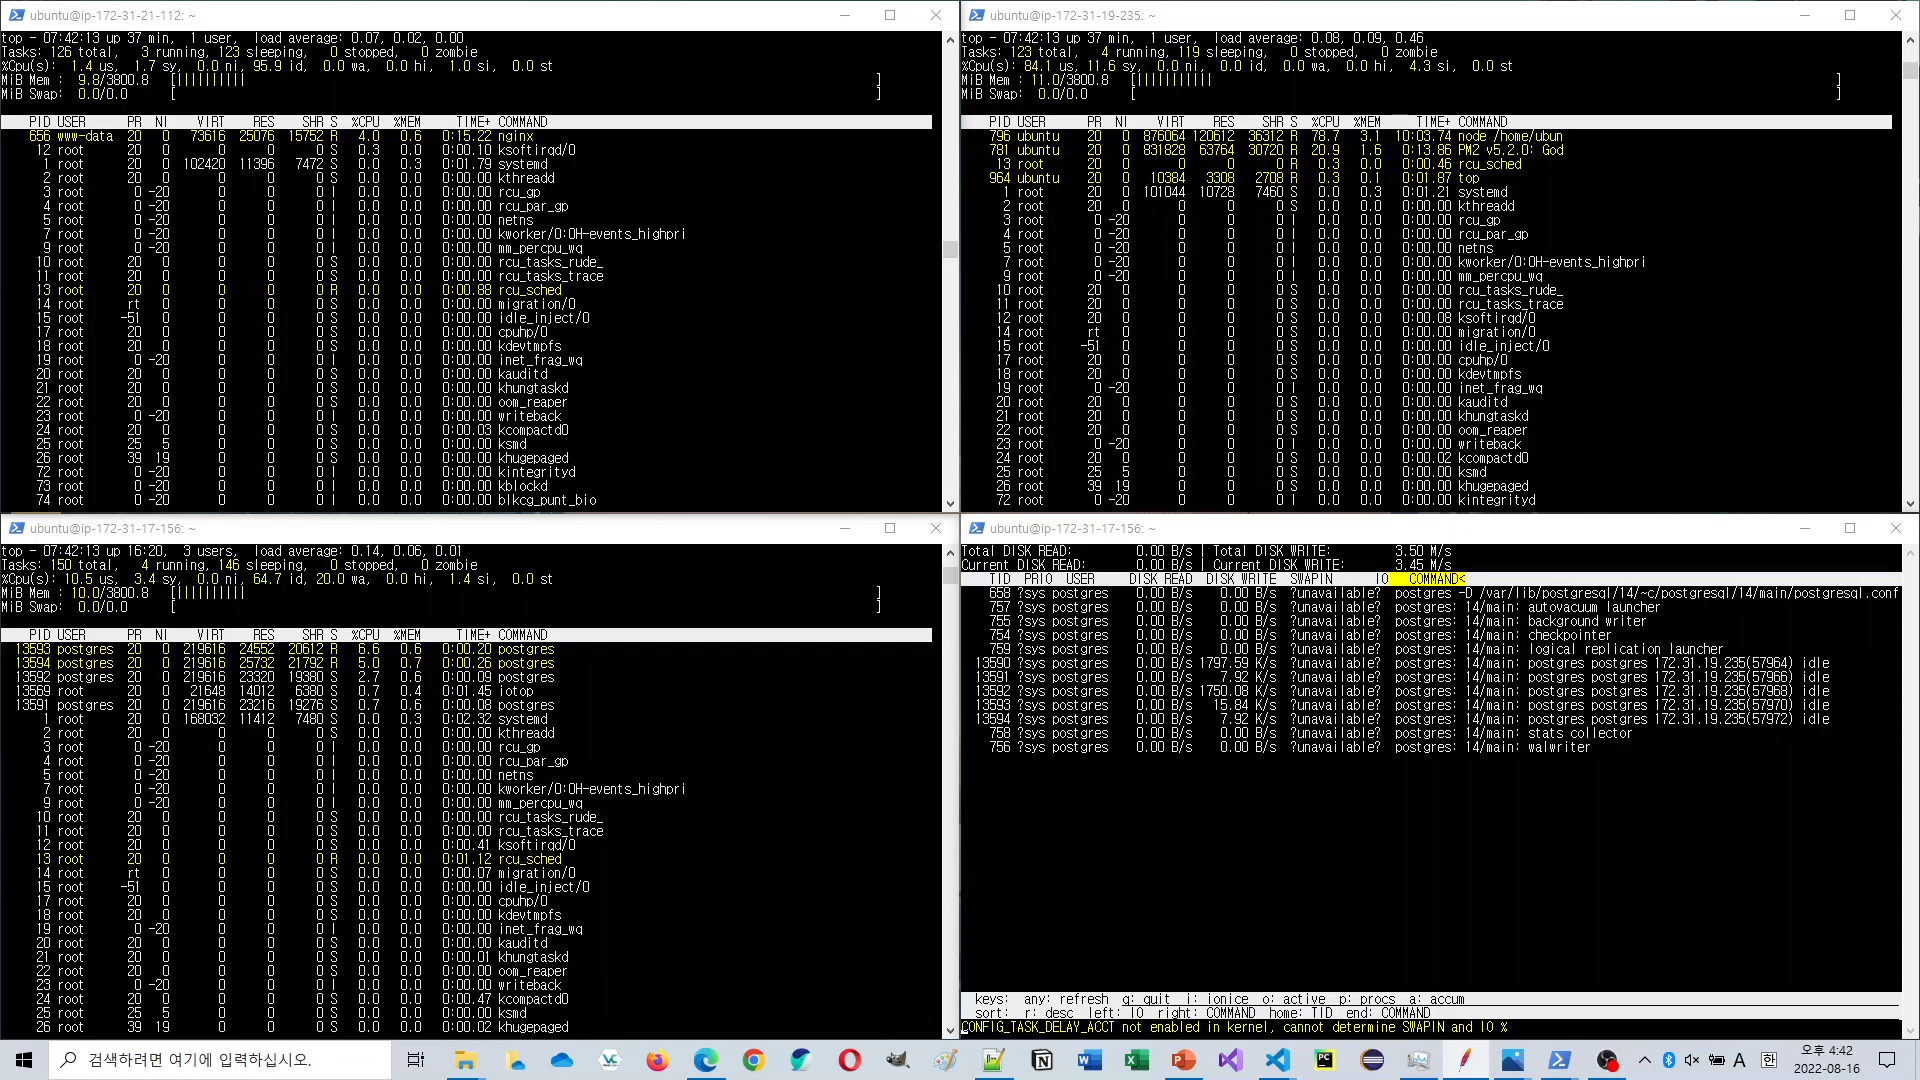 ubuntu@ip-172-31-21-112: ~
top - 07:42:13 up 37 min,  1 user,  load average: 0.07, 0.02, 0.00
Tasks: 126 total,   3 running, 123 sleeping,   0 stopped,   0 zombie
%Cpu(s):  1.4 us,  1.7 sy,  0.0 ni, 95.9 id,  0.0 wa,  0.0 hi,  1.0 si,  0.0 st
MiB Mem :  9.8/3800.8   [||||||||||          ]
MiB Swap:  0.0/0.0      [                    ]
PID USER PR NI VIRT RES SHR S %CPU %MEM TIME+ COMMAND
656 www-data 20 0 73616 25076 15752 R 4.0 0.6 0:15.22 nginx
12 root 20 0 0 0 0 S 0.3 0.0 0:00.10 ksoftirqd/0
1 root 20 0 102420 11396 7472 S 0.0 0.3 0:01.79 systemd
2 root 20 0 0 0 0 S 0.0 0.0 0:00.00 kthreadd
3 root 0 -20 0 0 0 I 0.0 0.0 0:00.00 rcu_gp
4 root 0 -20 0 0 0 I 0.0 0.0 0:00.00 rcu_par_gp
5 root 0 -20 0 0 0 I 0.0 0.0 0:00.00 netns
7 root 0 -20 0 0 0 I 0.0 0.0 0:00.00 kworker/0:0H-events_highpri
9 root 0 -20 0 0 0 I 0.0 0.0 0:00.00 mm_percpu_wq
10 root 20 0 0 0 0 S 0.0 0.0 0:00.00 rcu_tasks_rude_
11 root 20 0 0 0 0 S 0.0 0.0 0:00.00 rcu_tasks_trace
13 root 20 0 0 0 0 R 0.0 0.0 0:00.88 rcu_sched
14 root rt 0 0 0 0 S 0.0 0.0 0:00.00 migration/0
15 root -51 0 0 0 0 S 0.0 0.0 0:00.00 idle_inject/0
17 root 20 0 0 0 0 S 0.0 0.0 0:00.00 cpuhp/0
18 root 20 0 0 0 0 S 0.0 0.0 0:00.00 kdevtmpfs
19 root 0 -20 0 0 0 I 0.0 0.0 0:00.00 inet_frag_wq
20 root 20 0 0 0 0 S 0.0 0.0 0:00.00 kauditd
21 root 20 0 0 0 0 S 0.0 0.0 0:00.00 khungtaskd
22 root 20 0 0 0 0 S 0.0 0.0 0:00.00 oom_reaper
23 root 0 -20 0 0 0 I 0.0 0.0 0:00.00 writeback
24 root 20 0 0 0 0 S 0.0 0.0 0:00.03 kcompactd0
25 root 25 5 0 0 0 S 0.0 0.0 0:00.00 ksmd
26 root 39 19 0 0 0 S 0.0 0.0 0:00.00 khugepaged
72 root 0 -20 0 0 0 I 0.0 0.0 0:00.00 kintegrityd
73 root 0 -20 0 0 0 I 0.0 0.0 0:00.00 kblockd
74 root 0 -20 0 0 0 I 0.0 0.0 0:00.00 blkcg_punt_bio
ubuntu@ip-172-31-19-235: ~
top - 07:42:13 up 37 min,  1 user,  load average: 0.08, 0.09, 0.46
Tasks: 123 total,   4 running, 119 sleeping,   0 stopped,   0 zombie
%Cpu(s): 84.1 us, 11.6 sy,  0.0 ni,  0.0 id,  0.0 wa,  0.0 hi,  4.3 si,  0.0 st
MiB Mem : 11.0/3800.8   [|||||||||||         ]
MiB Swap:  0.0/0.0      [                    ]
PID USER PR NI VIRT RES SHR S %CPU %MEM TIME+ COMMAND
796 ubuntu 20 0 876064 120612 36312 R 78.7 3.1 10:03.74 node /home/ubun
781 ubuntu 20 0 831828 63764 30720 R 20.9 1.6 0:13.86 PM2 v5.2.0: God
13 root 20 0 0 0 0 R 0.3 0.0 0:00.46 rcu_sched
964 ubuntu 20 0 10384 3308 2708 R 0.3 0.1 0:01.87 top
1 root 20 0 101044 10728 7460 S 0.0 0.3 0:01.21 systemd
2 root 20 0 0 0 0 S 0.0 0.0 0:00.00 kthreadd
3 root 0 -20 0 0 0 I 0.0 0.0 0:00.00 rcu_gp
4 root 0 -20 0 0 0 I 0.0 0.0 0:00.00 rcu_par_gp
5 root 0 -20 0 0 0 I 0.0 0.0 0:00.00 netns
7 root 0 -20 0 0 0 I 0.0 0.0 0:00.00 kworker/0:0H-events_highpri
9 root 0 -20 0 0 0 I 0.0 0.0 0:00.00 mm_percpu_wq
10 root 20 0 0 0 0 S 0.0 0.0 0:00.00 rcu_tasks_rude_
11 root 20 0 0 0 0 S 0.0 0.0 0:00.00 rcu_tasks_trace
12 root 20 0 0 0 0 S 0.0 0.0 0:00.08 ksoftirqd/0
14 root rt 0 0 0 0 S 0.0 0.0 0:00.00 migration/0
15 root -51 0 0 0 0 S 0.0 0.0 0:00.00 idle_inject/0
17 root 20 0 0 0 0 S 0.0 0.0 0:00.00 cpuhp/0
18 root 20 0 0 0 0 S 0.0 0.0 0:00.00 kdevtmpfs
19 root 0 -20 0 0 0 I 0.0 0.0 0:00.00 inet_frag_wq
20 root 20 0 0 0 0 S 0.0 0.0 0:00.00 kauditd
21 root 20 0 0 0 0 S 0.0 0.0 0:00.00 khungtaskd
22 root 20 0 0 0 0 S 0.0 0.0 0:00.00 oom_reaper
23 root 0 -20 0 0 0 I 0.0 0.0 0:00.00 writeback
24 root 20 0 0 0 0 S 0.0 0.0 0:00.02 kcompactd0
25 root 25 5 0 0 0 S 0.0 0.0 0:00.00 ksmd
26 root 39 19 0 0 0 S 0.0 0.0 0:00.00 khugepaged
72 root 0 -20 0 0 0 I 0.0 0.0 0:00.00 kintegrityd
ubuntu@ip-172-31-17-156: ~
top - 07:42:13 up 16:20,  3 users,  load average: 0.14, 0.06, 0.01
Tasks: 150 total,   4 running, 146 sleeping,   0 stopped,   0 zombie
%Cpu(s): 10.5 us,  3.4 sy,  0.0 ni, 64.7 id, 20.0 wa,  0.0 hi,  1.4 si,  0.0 st
MiB Mem : 10.0/3800.8   [||||||||||          ]
MiB Swap:  0.0/0.0      [                    ]
PID USER PR NI VIRT RES SHR S %CPU %MEM TIME+ COMMAND
13593 postgres 20 0 219616 24552 20612 R 6.6 0.6 0:00.20 postgres
13594 postgres 20 0 219616 25732 21792 R 5.0 0.7 0:00.26 postgres
13592 postgres 20 0 219616 23320 19380 S 2.7 0.6 0:00.09 postgres
13569 root 20 0 21648 14012 6380 S 0.7 0.4 0:01.45 iotop
13591 postgres 20 0 219616 23216 19276 S 0.7 0.6 0:00.08 postgres
1 root 20 0 168032 11412 7480 S 0.0 0.3 0:02.32 systemd
2 root 20 0 0 0 0 S 0.0 0.0 0:00.00 kthreadd
3 root 0 -20 0 0 0 I 0.0 0.0 0:00.00 rcu_gp
4 root 0 -20 0 0 0 I 0.0 0.0 0:00.00 rcu_par_gp
5 root 0 -20 0 0 0 I 0.0 0.0 0:00.00 netns
7 root 0 -20 0 0 0 I 0.0 0.0 0:00.00 kworker/0:0H-events_highpri
9 root 0 -20 0 0 0 I 0.0 0.0 0:00.00 mm_percpu_wq
10 root 20 0 0 0 0 S 0.0 0.0 0:00.00 rcu_tasks_rude_
11 root 20 0 0 0 0 S 0.0 0.0 0:00.00 rcu_tasks_trace
12 root 20 0 0 0 0 S 0.0 0.0 0:00.41 ksoftirqd/0
13 root 20 0 0 0 0 R 0.0 0.0 0:01.12 rcu_sched
14 root rt 0 0 0 0 S 0.0 0.0 0:00.07 migration/0
15 root -51 0 0 0 0 S 0.0 0.0 0:00.00 idle_inject/0
17 root 20 0 0 0 0 S 0.0 0.0 0:00.00 cpuhp/0
18 root 20 0 0 0 0 S 0.0 0.0 0:00.00 kdevtmpfs
19 root 0 -20 0 0 0 I 0.0 0.0 0:00.00 inet_frag_wq
20 root 20 0 0 0 0 S 0.0 0.0 0:00.00 kauditd
21 root 20 0 0 0 0 S 0.0 0.0 0:00.01 khungtaskd
22 root 20 0 0 0 0 S 0.0 0.0 0:00.00 oom_reaper
23 root 0 -20 0 0 0 I 0.0 0.0 0:00.00 writeback
24 root 20 0 0 0 0 S 0.0 0.0 0:00.47 kcompactd0
25 root 25 5 0 0 0 S 0.0 0.0 0:00.00 ksmd
26 root 39 19 0 0 0 S 0.0 0.0 0:00.02 khugepaged
ubuntu@ip-172-31-17-156: ~
Total DISK READ:         0.00 B/s | Total DISK WRITE:         3.50 M/s
Current DISK READ:       0.00 B/s | Current DISK WRITE:       3.45 M/s
TID PRIO USER DISK READ DISK WRITE SWAPIN IO COMMAND<
658 ?sys postgres 0.00 B/s 0.00 B/s ?unavailable? postgres -D /var/lib/postgresql/14/~c/postgresql/14/main/postgresql.conf
757 ?sys postgres 0.00 B/s 0.00 B/s ?unavailable? postgres: 14/main: autovacuum launcher
755 ?sys postgres 0.00 B/s 0.00 B/s ?unavailable? postgres: 14/main: background writer
754 ?sys postgres 0.00 B/s 0.00 B/s ?unavailable? postgres: 14/main: checkpointer
759 ?sys postgres 0.00 B/s 0.00 B/s ?unavailable? postgres: 14/main: logical replication launcher
13590 ?sys postgres 0.00 B/s 1797.59 K/s ?unavailable? postgres: 14/main: postgres postgres 172.31.19.235(57964) idle
13591 ?sys postgres 0.00 B/s 7.92 K/s ?unavailable? postgres: 14/main: postgres postgres 172.31.19.235(57966) idle
13592 ?sys postgres 0.00 B/s 1750.08 K/s ?unavailable? postgres: 14/main: postgres postgres 172.31.19.235(57968) idle
13593 ?sys postgres 0.00 B/s 15.84 K/s ?unavailable? postgres: 14/main: postgres postgres 172.31.19.235(57970) idle
13594 ?sys postgres 0.00 B/s 7.92 K/s ?unavailable? postgres: 14/main: postgres postgres 172.31.19.235(57972) idle
758 ?sys postgres 0.00 B/s 0.00 B/s ?unavailable? postgres: 14/main: stats collector
756 ?sys postgres 0.00 B/s 0.00 B/s ?unavailable? postgres: 14/main: walwriter
keys:  any: refresh  q: quit  i: ionice  o: active  p: procs  a: accum
sort:  r: desc  left: IO  right: COMMAND  home: TID  end: COMMAND
CONFIG_TASK_DELAY_ACCT not enabled in kernel, cannot determine SWAPIN and IO %
검색하려면 여기에 입력하십시오.
A
한
오후 4:42
2022-08-16